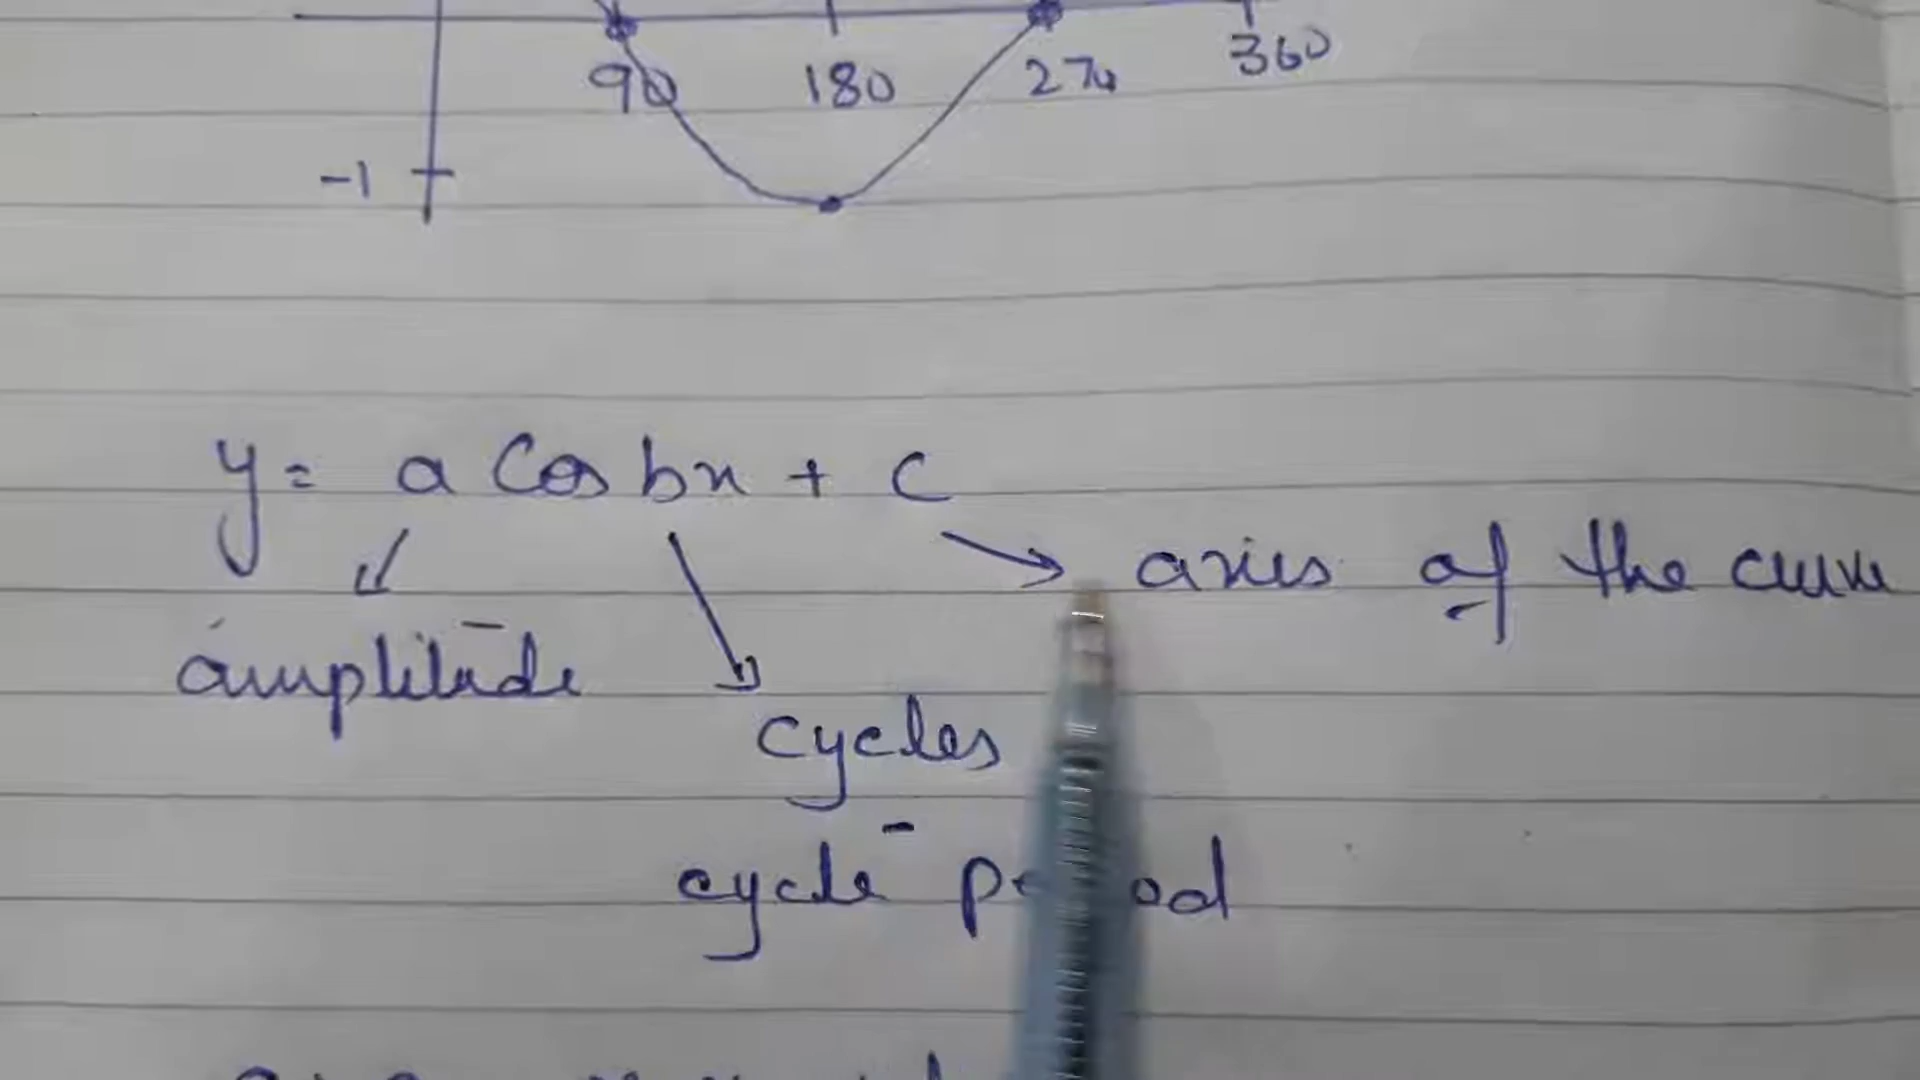 90 180 270 360
-1
y = a Cos bx + c
axis of the curve
amplitude
cycles
cycle period